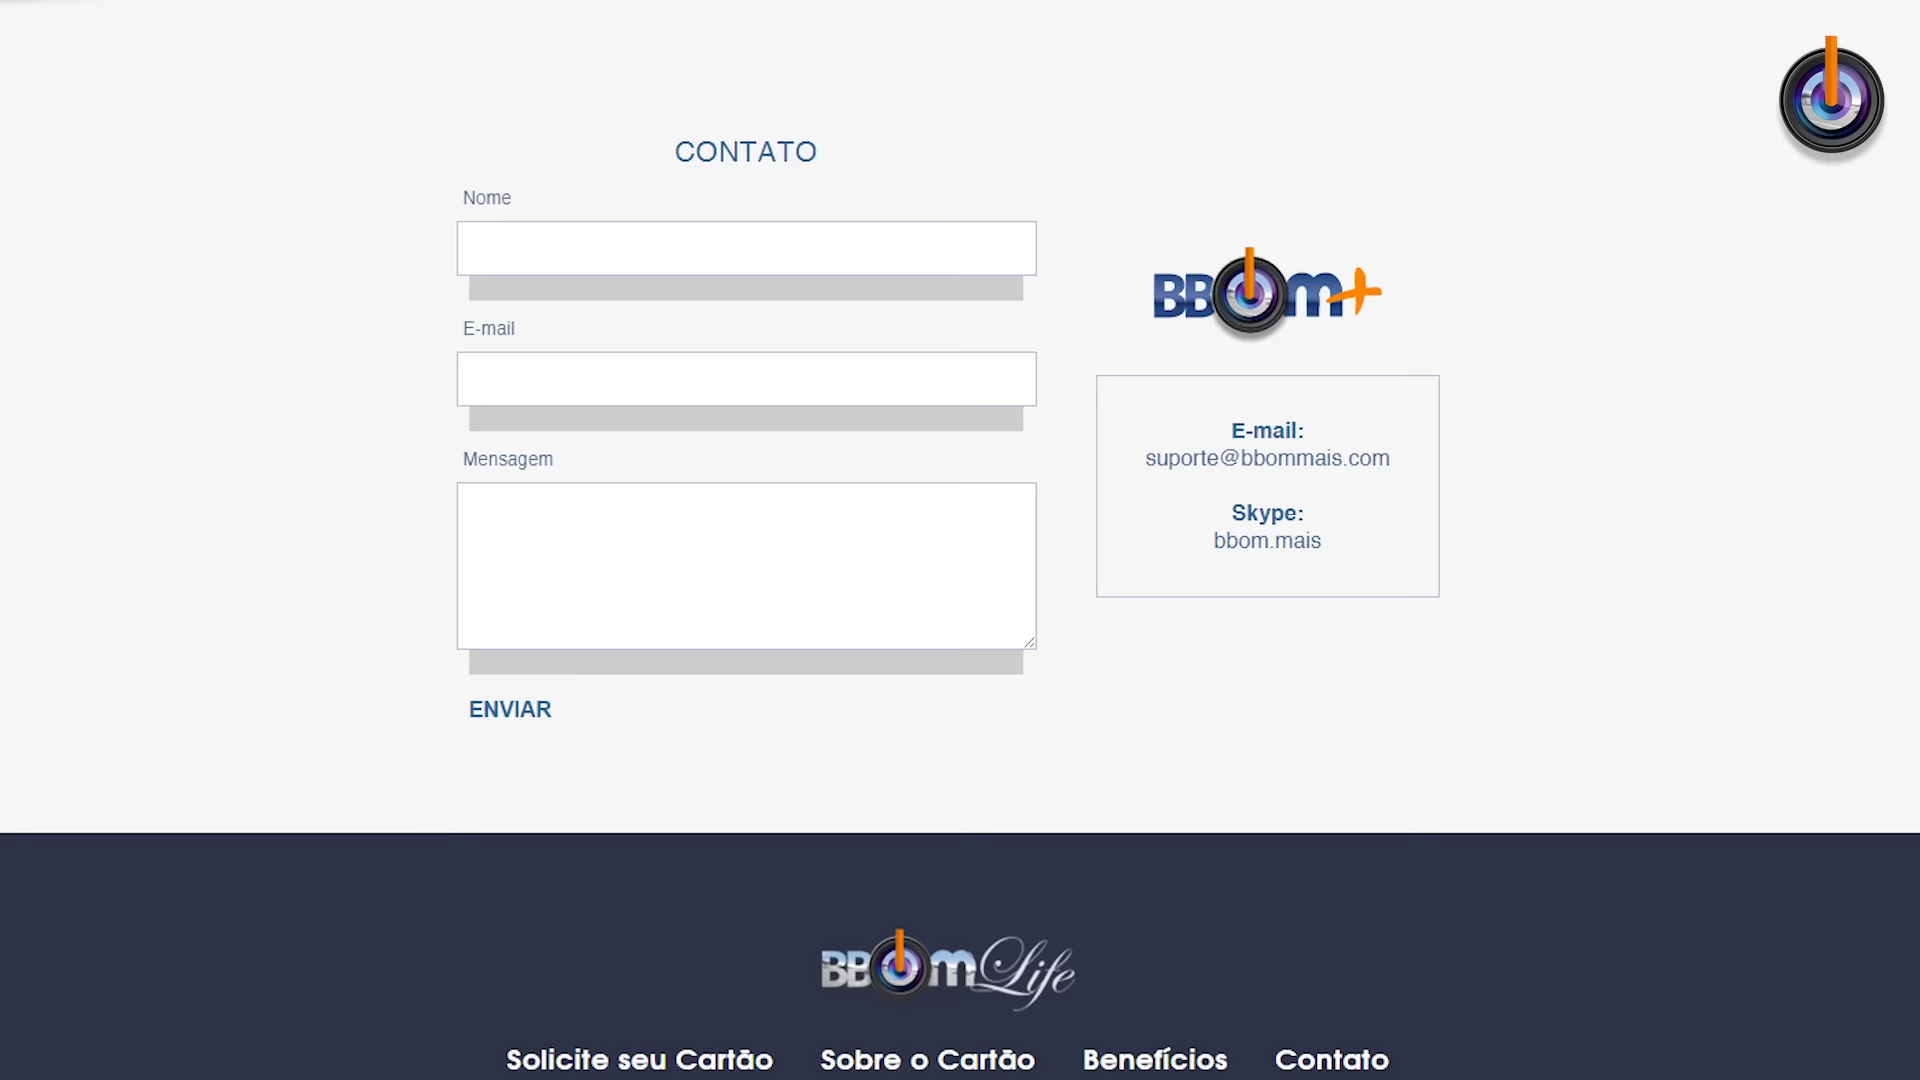 CONTATO
Nome
E-mail
Mensagem
ENVIAR
BBOM+
E-mail:
suporte@bbommais.com
Skype:
bbom.mais
BBOM Life
Solicite seu Cartão
Sobre o Cartão
Benefícios
Contato